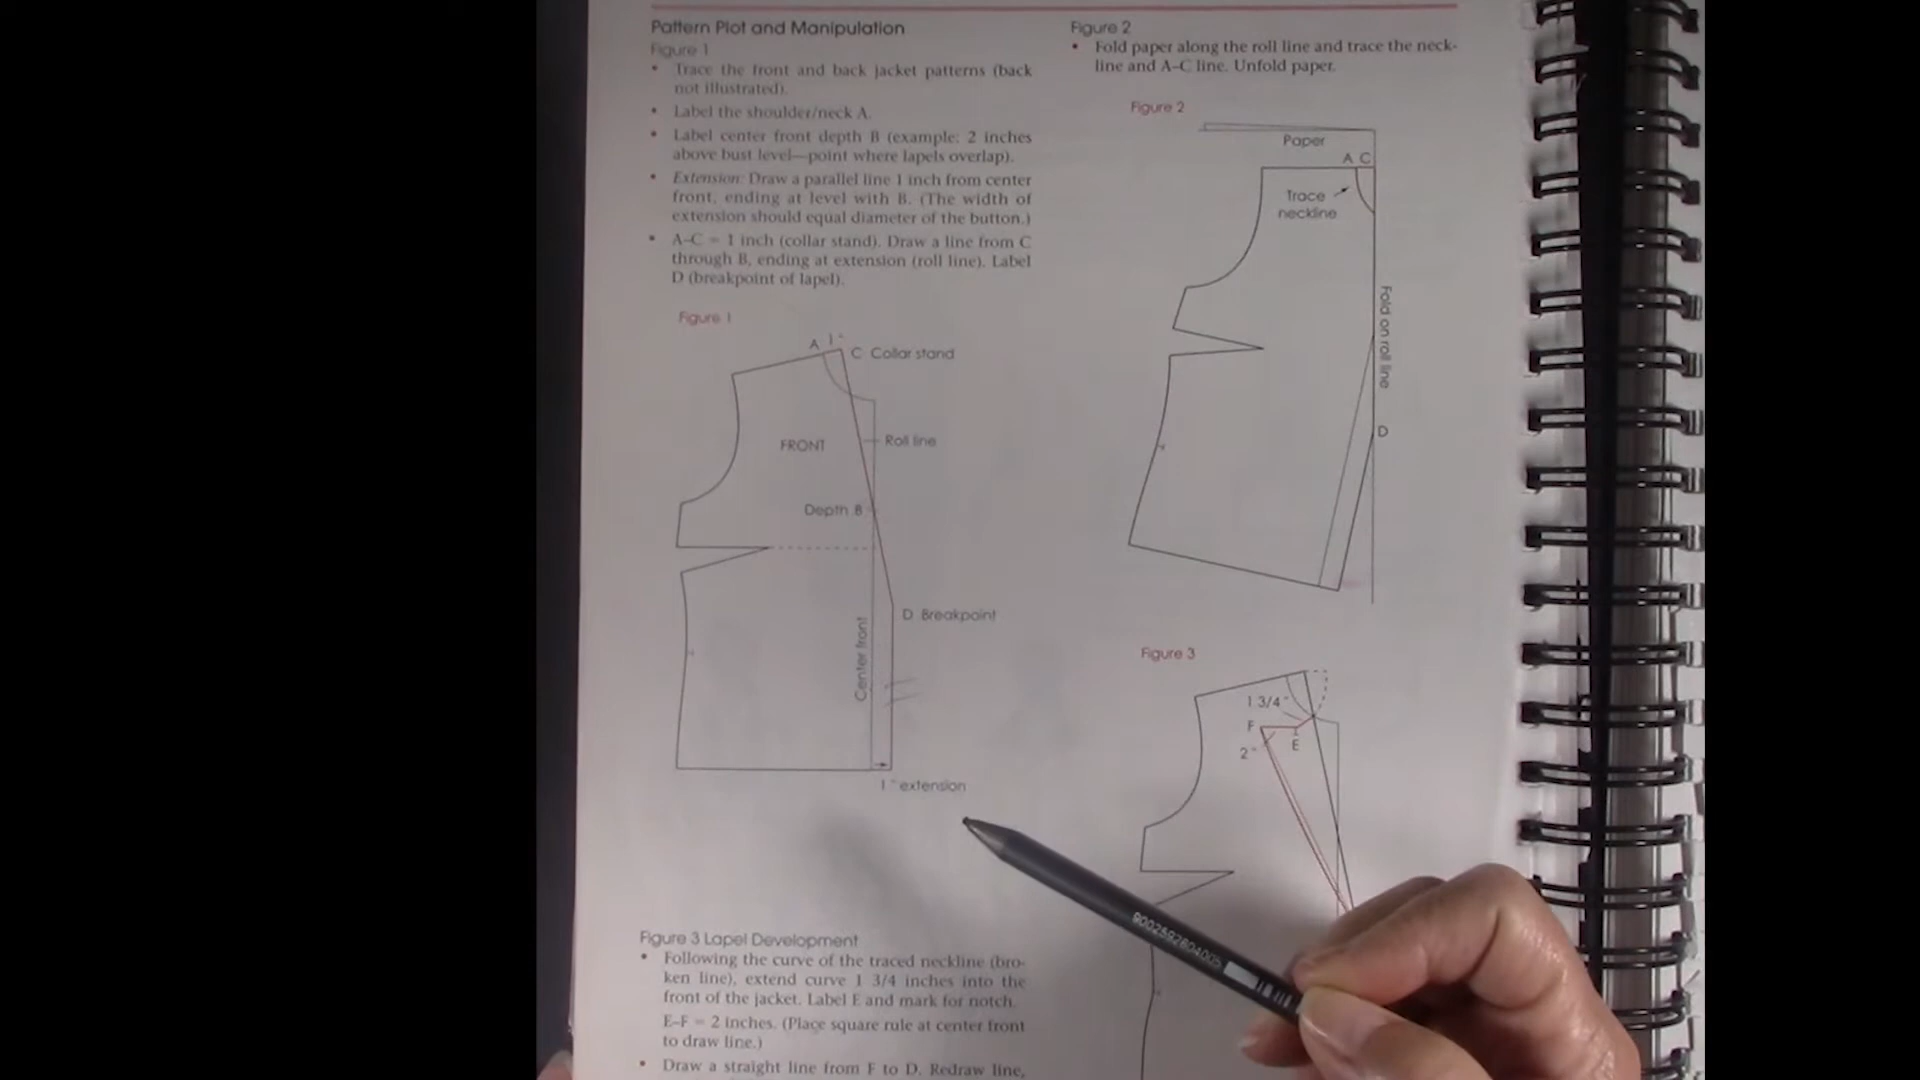 Pattern Plot and Manipulation
Figure 1
• Trace the front and back jacket patterns (back
not illustrated).
• Label the shoulder/neck A.
• Label center front depth B (example: 2 inches
above bust level—point where lapels overlap).
• Extension: Draw a parallel line 1 inch from center
front, ending at level with B. (The width of
extension should equal diameter of the button.)
• A–C = 1 inch (collar stand). Draw a line from C
through B, ending at extension (roll line). Label
D (breakpoint of lapel).
Figure 1
A 1"
C Collar stand
FRONT
Roll line
Depth B
D Breakpoint
Center front
1" extension
Figure 3 Lapel Development
• Following the curve of the traced neckline (bro-
ken line), extend curve 1 3/4 inches into the
front of the jacket. Label E and mark for notch.
E–F = 2 inches. (Place square rule at center front
to draw line.)
• Draw a straight line from F to D. Redraw line,
Figure 2
• Fold paper along the roll line and trace the neck-
line and A–C line. Unfold paper.
Figure 2
Paper
A C
Trace
neckline
Fold on roll line
D
Figure 3
1 3/4"
F
E
2"